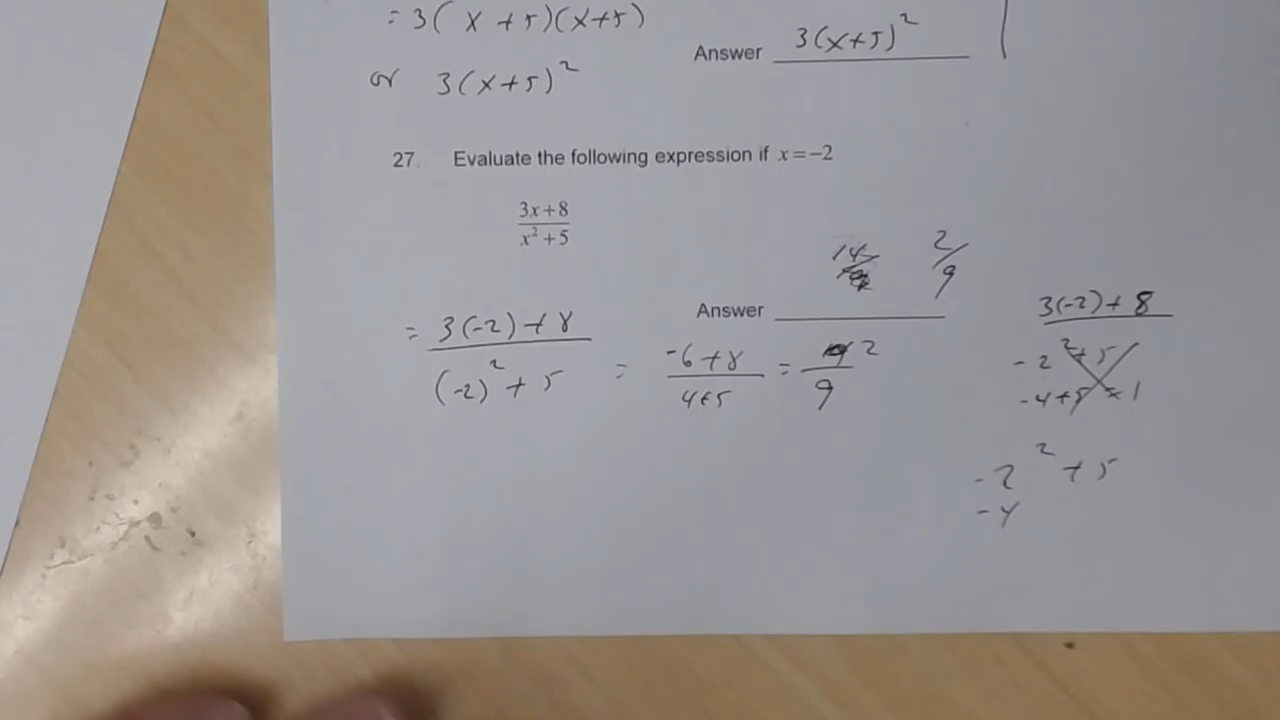 = 3(x+5)(x+5)
Answer 3(x+5)²
or 3(x+5)²
27. Evaluate the following expression if x=−2
3x+8
x²+5
2/9
Answer
= 3(-2)+8 / (-2)²+5 = -6+8 / 4+5 = 2 / 9
3(-2)+8
-2²+5
-4+5 = 1
-2²+5
-4